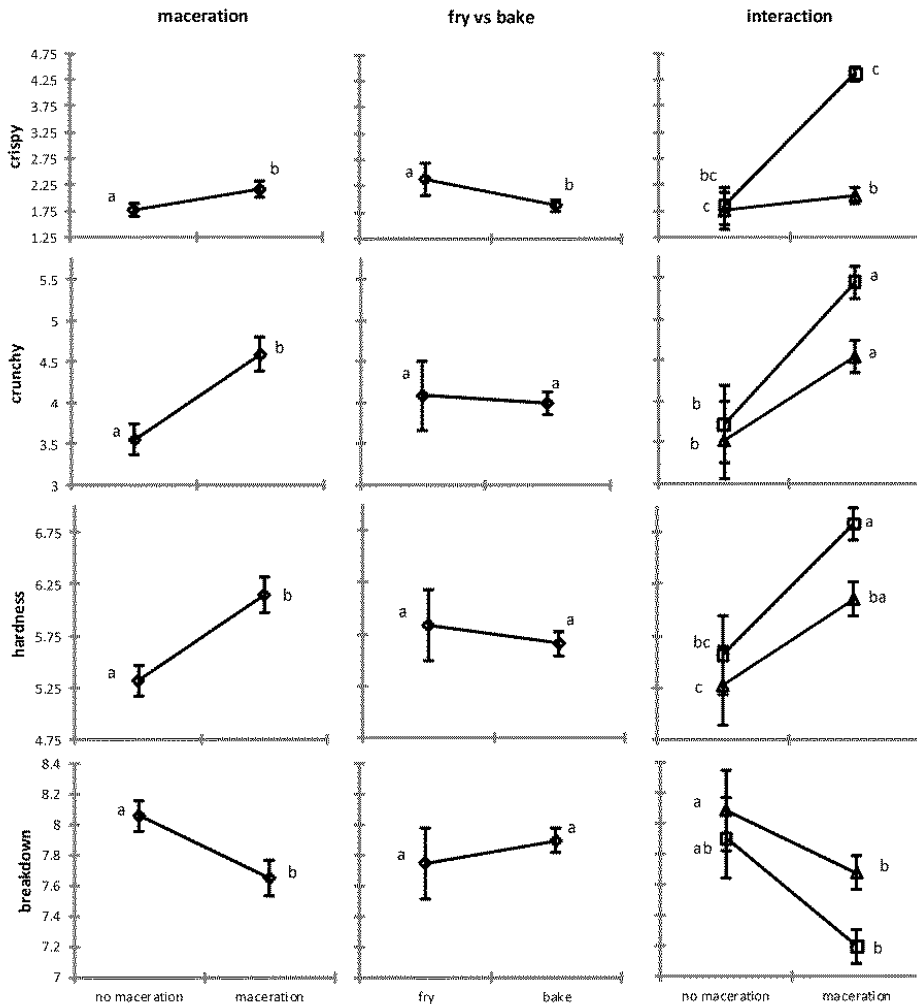 maceration fry vs bake interaction
crispy
4.75
4.25
3.75
3.25
2.75
2.25
1.75
1.25
a b
a b
bc c c b
crunchy
5.5
5
4.5
4
3.5
3
a b
a a
b b a a
hardness
6.75
6.25
5.75
5.25
4.75
a b
a a
bc c a ba
breakdown
8.4
8.2
8
7.8
7.6
7.4
7.2
7
a b
a a
a ab b b
no maceration maceration fry bake no maceration maceration